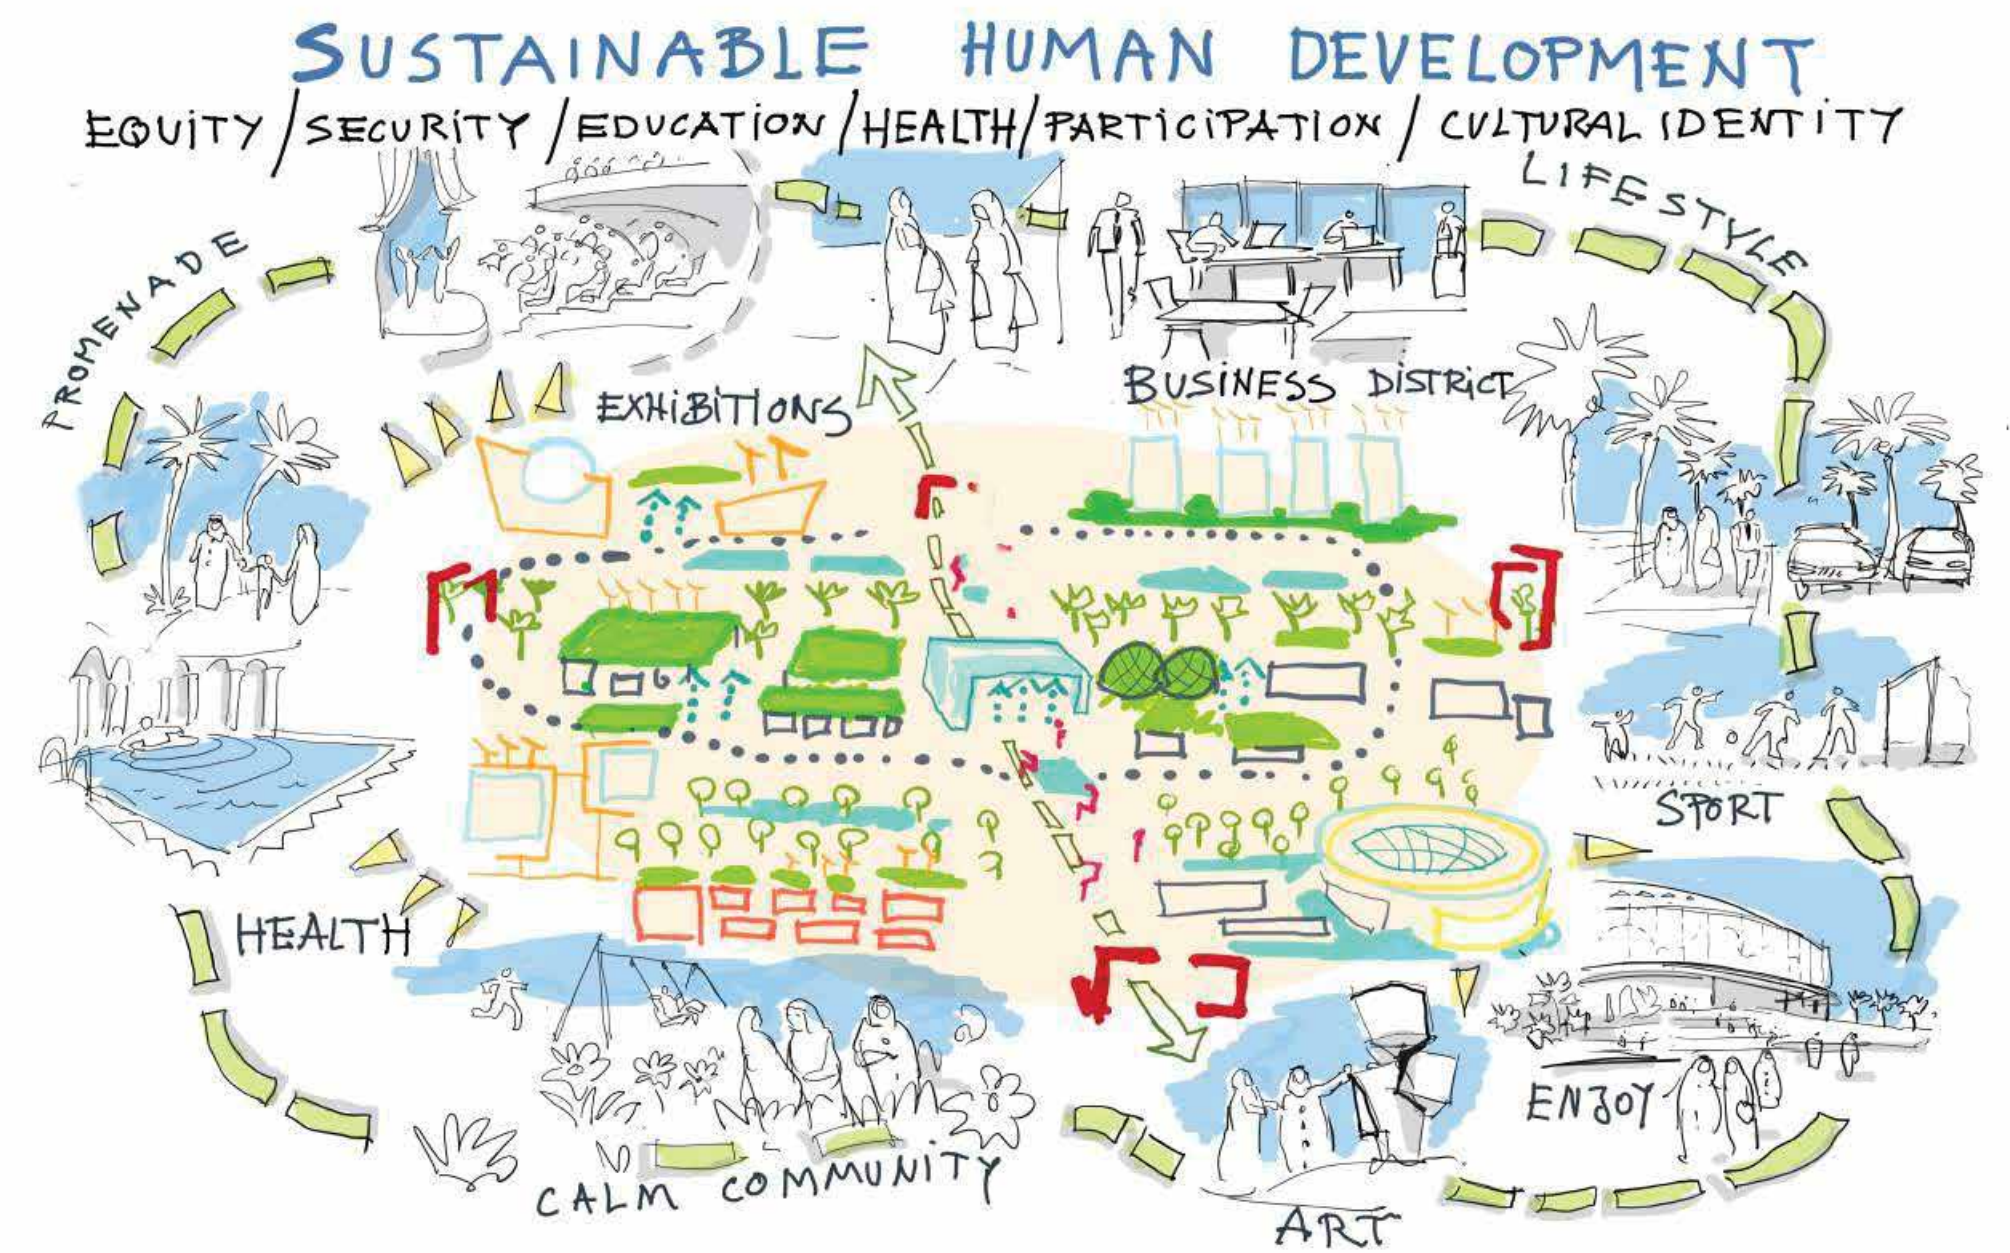 SUSTAINABLE HUMAN DEVELOPMENT
EQUITY / SECURITY / EDUCATION / HEALTH / PARTICIPATION / CULTURAL IDENTITY
LIFESTYLE
PROMENADE
EXHIBITIONS
BUSINESS DISTRICT
SPORT
HEALTH
ENJOY
CALM COMMUNITY
ART